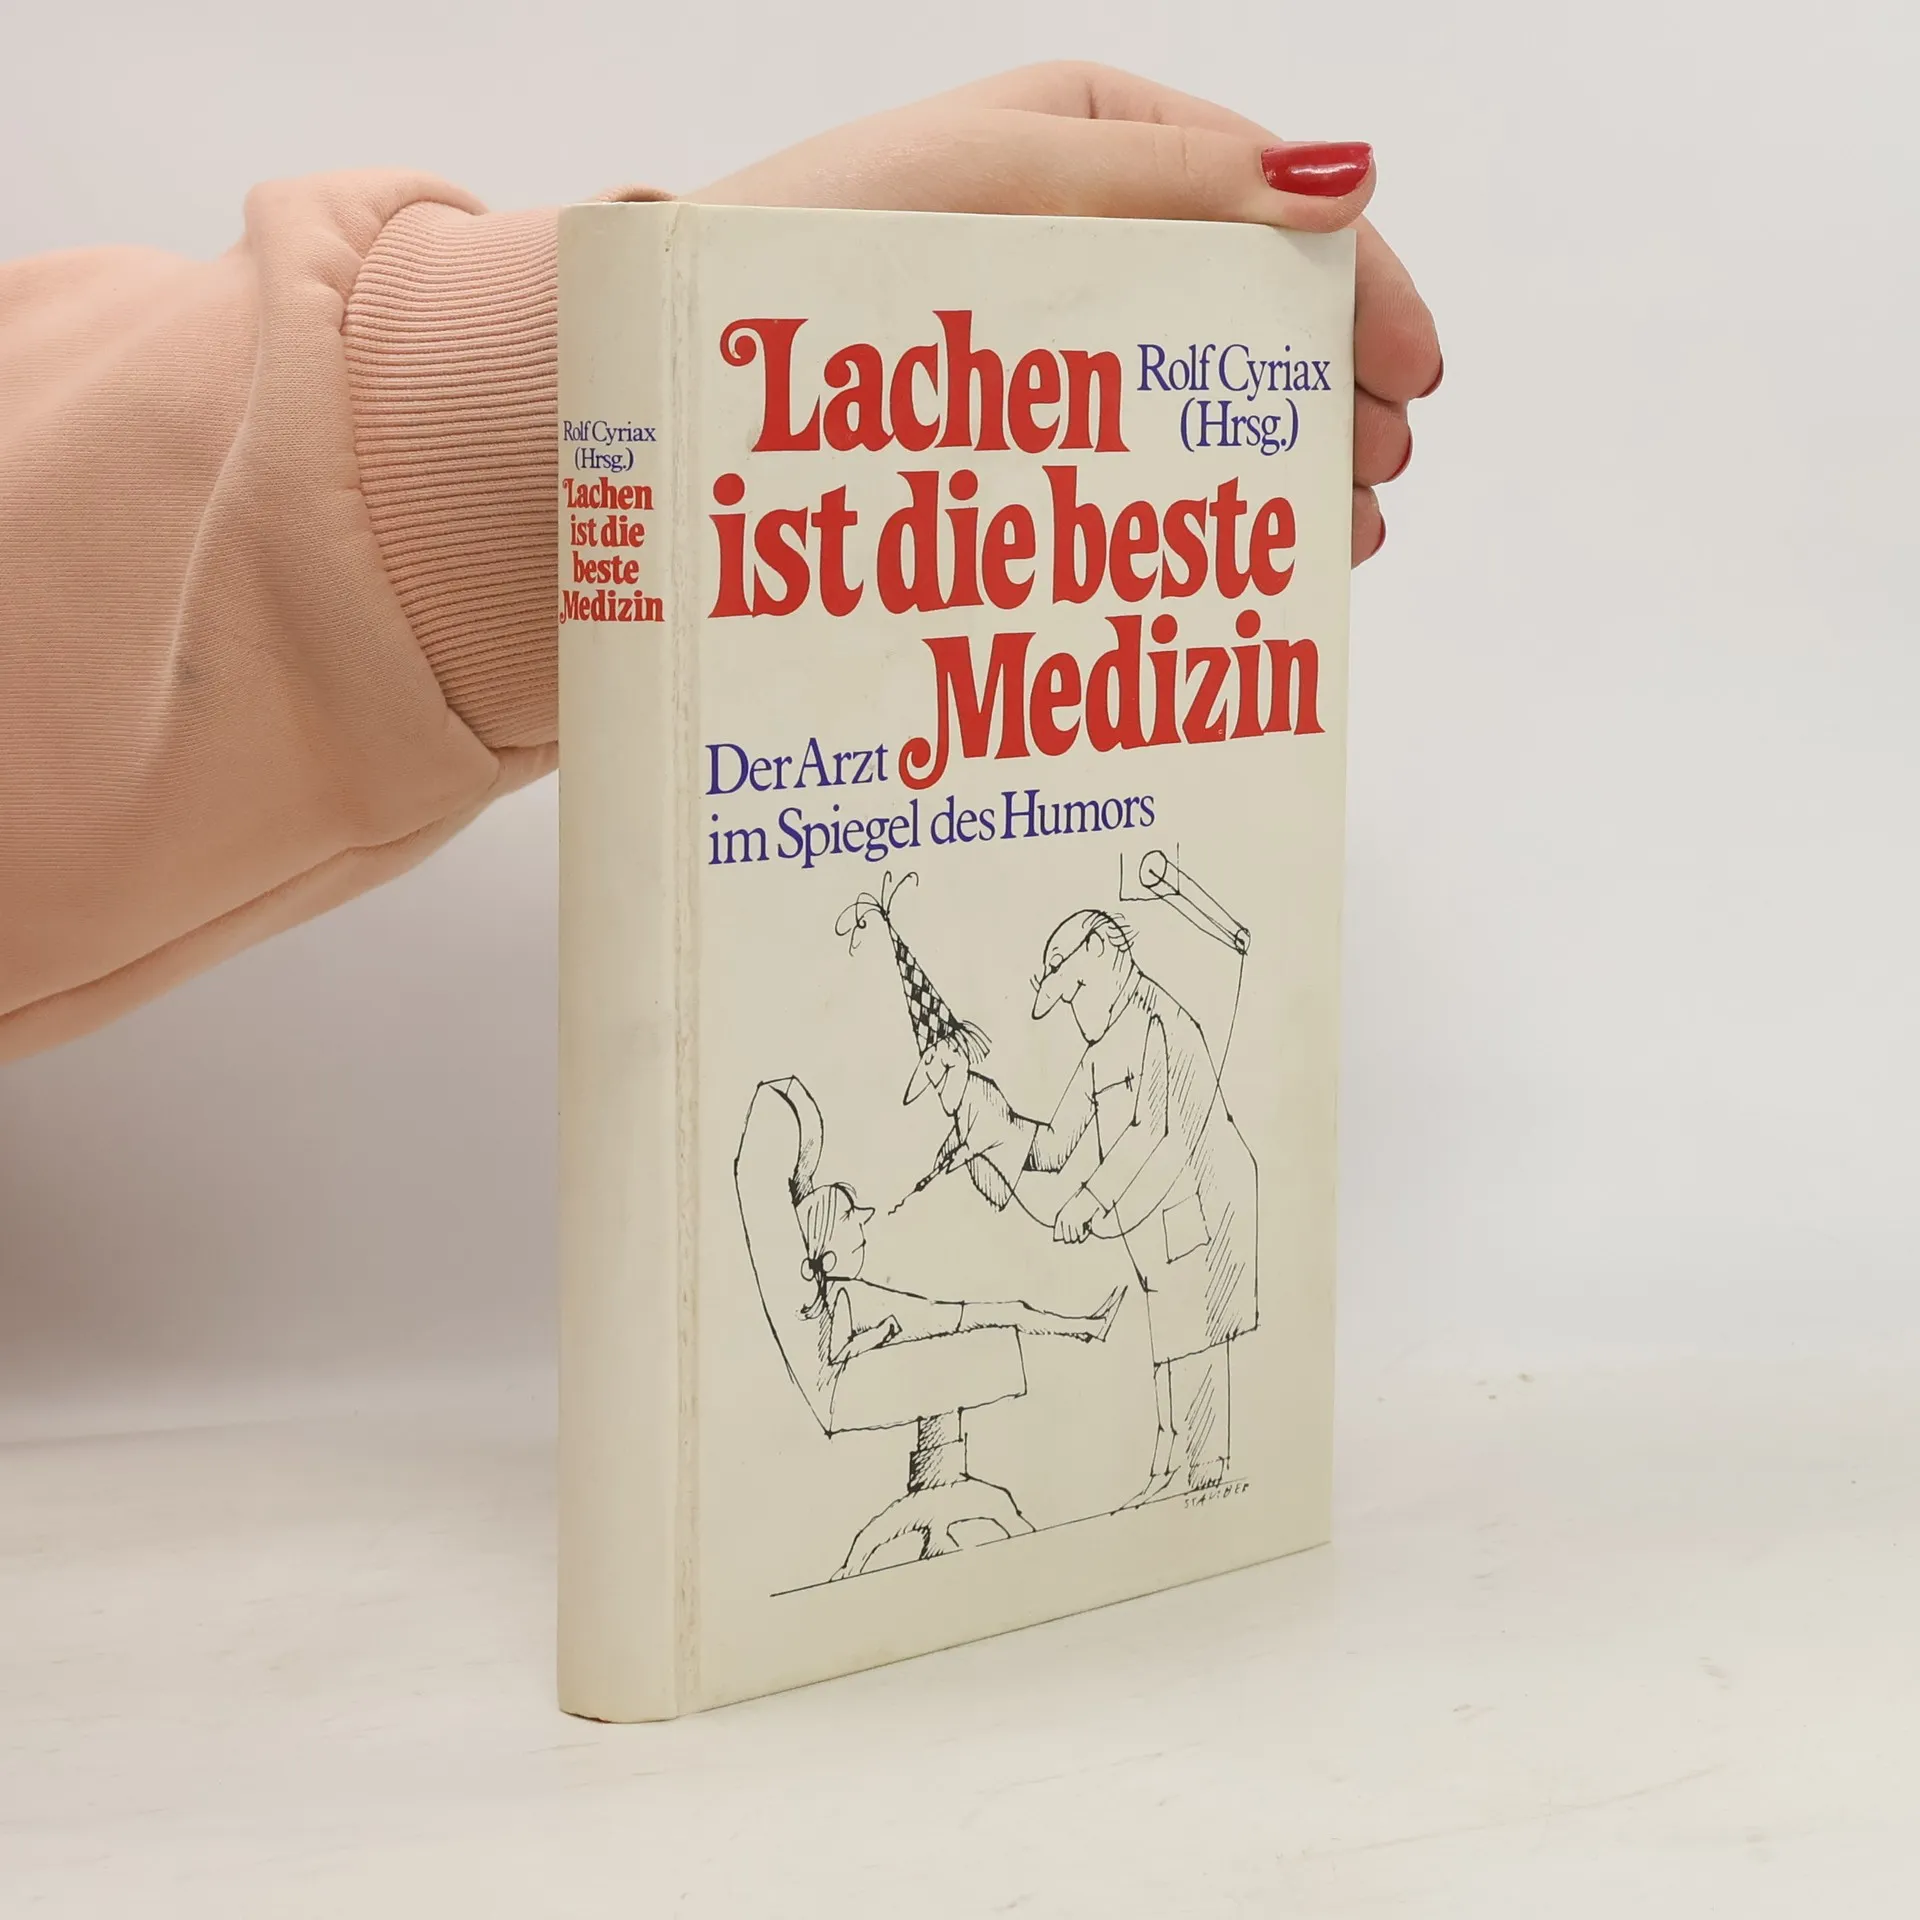 Rolf Cyriax
(Hrsg.)
Lachen
ist die
beste
Medizin
Lachen
Rolf Cyriax
(Hrsg.)
ist die beste
Medizin
Der Arzt
im Spiegel des Humors
STAUBER